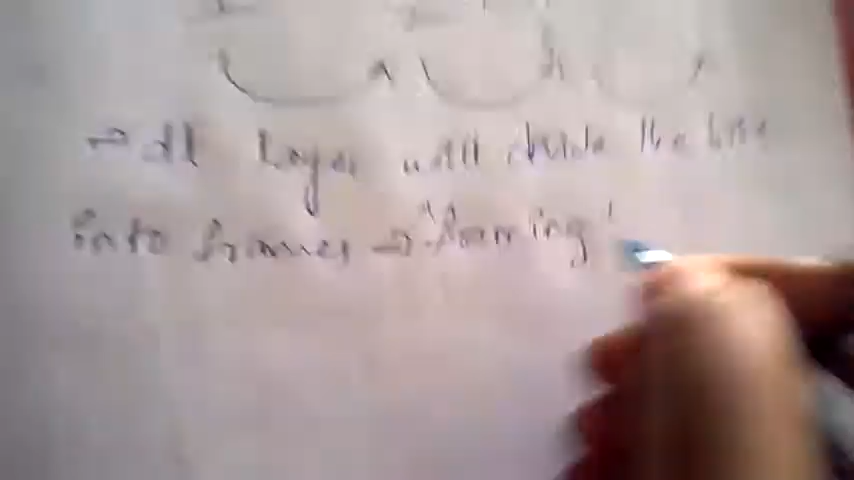 → dl layer will divide the bits
into frames → "framing"